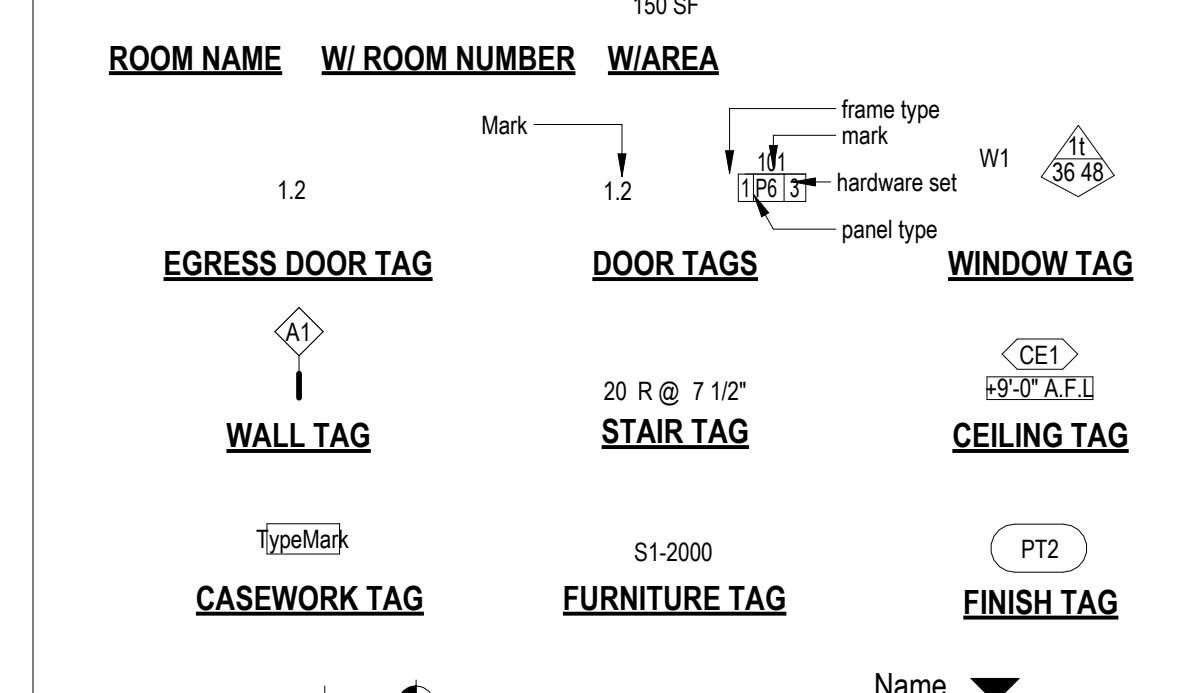 150 SF
ROOM NAME W/ ROOM NUMBER W/AREA
frame type
Mark
mark
101
W1
1t
36 48
1.2
1.2
1 P6 3
hardware set
panel type
EGRESS DOOR TAG DOOR TAGS WINDOW TAG
A1
CE1
20 R @ 7 1/2"
+9'-0" A.F.L
WALL TAG STAIR TAG CEILING TAG
TypeMark
S1-2000
PT2
CASEWORK TAG FURNITURE TAG FINISH TAG
Name